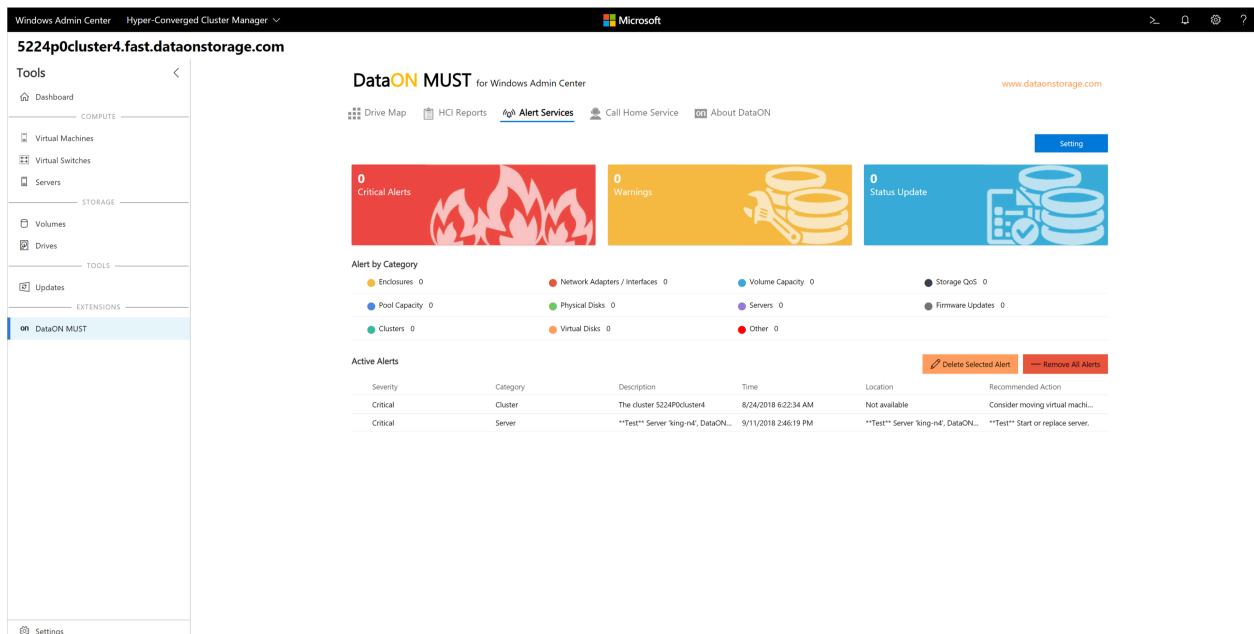 Windows Admin Center Hyper-Converged Cluster Manager Microsoft ?
5224p0cluster4.fast.dataonstorage.com
Tools
Dashboard
COMPUTE
Virtual Machines
Virtual Switches
Servers
STORAGE
Volumes
Drives
TOOLS
Updates
EXTENSIONS
on DataON MUST
Settings
DataON MUST for Windows Admin Center www.dataonstorage.com
Drive Map HCI Reports Alert Services Call Home Service on About DataON
Setting
0 0 0
Critical Alerts Warnings Status Update
Alert by Category
Enclosures 0 Network Adapters / Interfaces 0 Volume Capacity 0 Storage QoS 0
Pool Capacity 0 Physical Disks 0 Servers 0 Firmware Updates 0
Clusters 0 Virtual Disks 0 Other 0
Active Alerts Delete Selected Alert Remove All Alerts
Severity Category Description Time Location Recommended Action
Critical Cluster The cluster 5224P0cluster4 8/24/2018 6:22:34 AM Not available Consider moving virtual machi...
Critical Server **Test** Server 'king-n4', DataON... 9/11/2018 2:46:19 PM **Test** Server 'king-n4', DataON... **Test** Start or replace server.